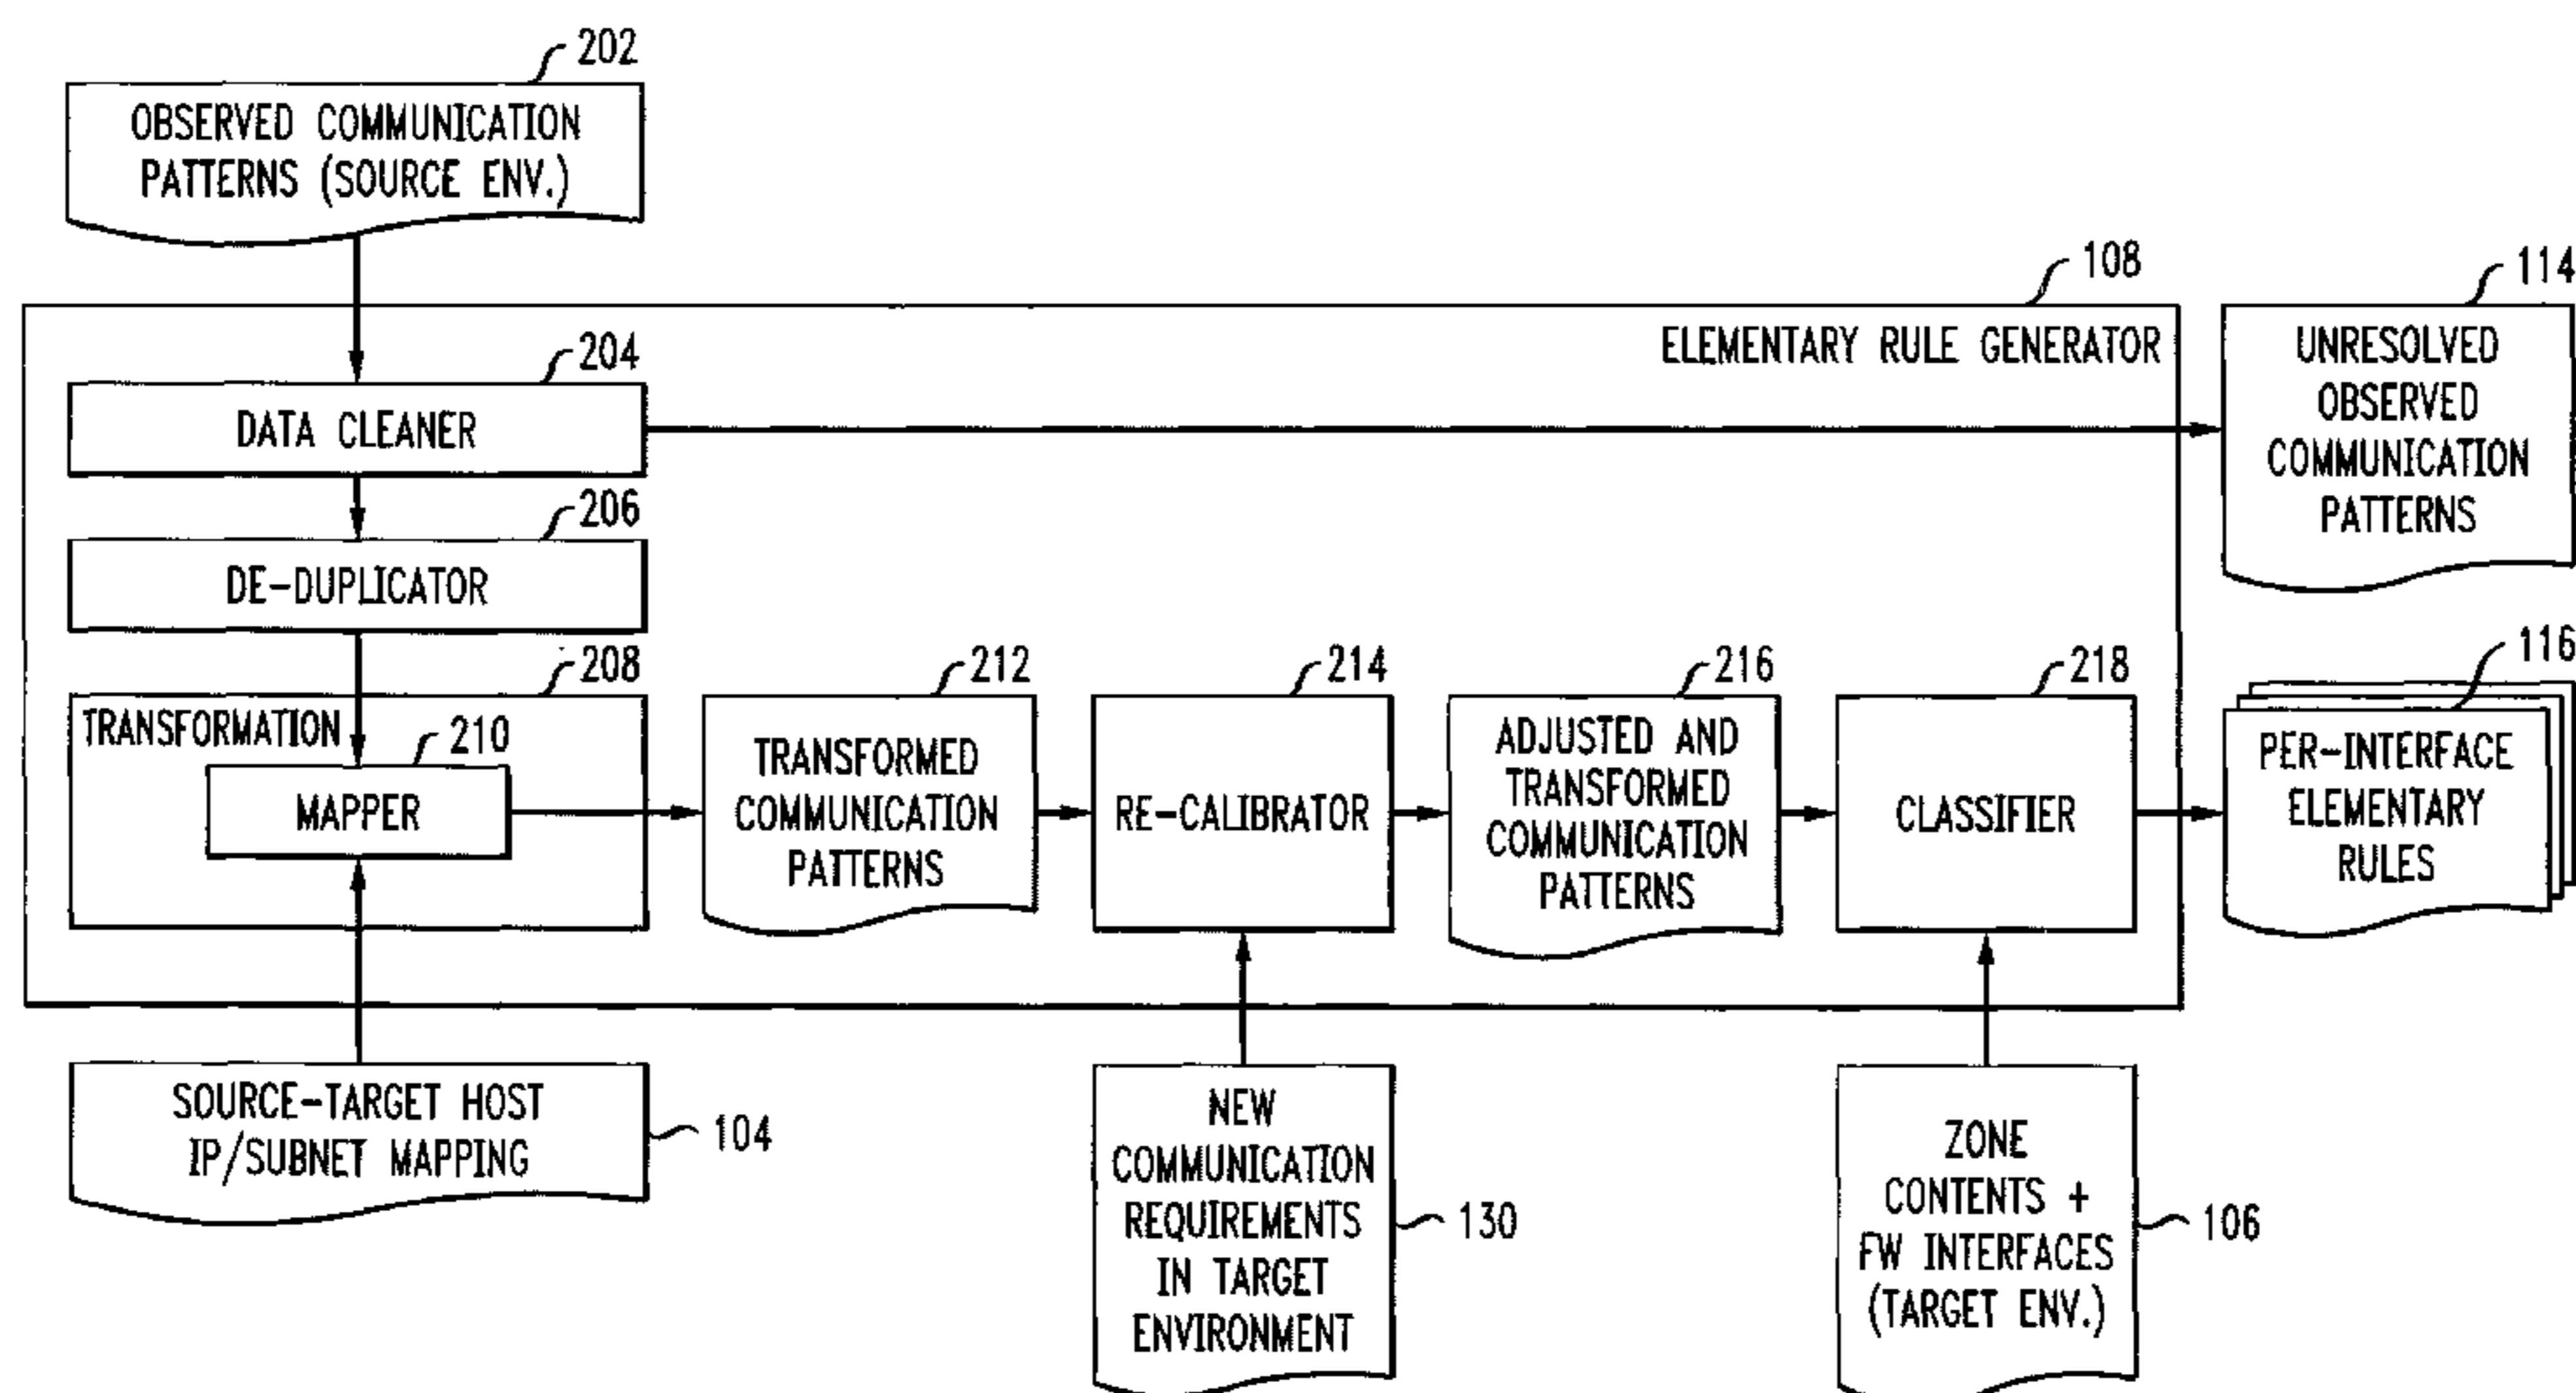 202
OBSERVED COMMUNICATION
PATTERNS (SOURCE ENV.)
108
114
ELEMENTARY RULE GENERATOR
UNRESOLVED
OBSERVED
COMMUNICATION
PATTERNS
204
DATA CLEANER
206
DE-DUPLICATOR
208
TRANSFORMATION
210
MAPPER
212
TRANSFORMED
COMMUNICATION
PATTERNS
214
RE-CALIBRATOR
216
ADJUSTED AND
TRANSFORMED
COMMUNICATION
PATTERNS
218
CLASSIFIER
116
PER-INTERFACE
ELEMENTARY
RULES
SOURCE-TARGET HOST
IP/SUBNET MAPPING
104
NEW
COMMUNICATION
REQUIREMENTS
IN TARGET
ENVIRONMENT
130
ZONE
CONTENTS +
FW INTERFACES
(TARGET ENV.)
106